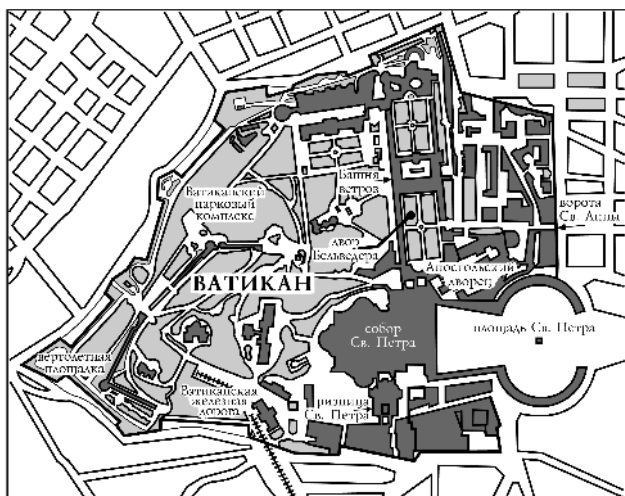 Башня
ветров
Ватиканский
парковый
комплекс
ворота
Св. Анны
двор
Бельведера
Апостольский
дворец
ВАТИКАН
собор
Св. Петра
площадь Св. Петра
вертолетная
площадка
Ватиканская
железная
дорога
Ризница
Св. Петра